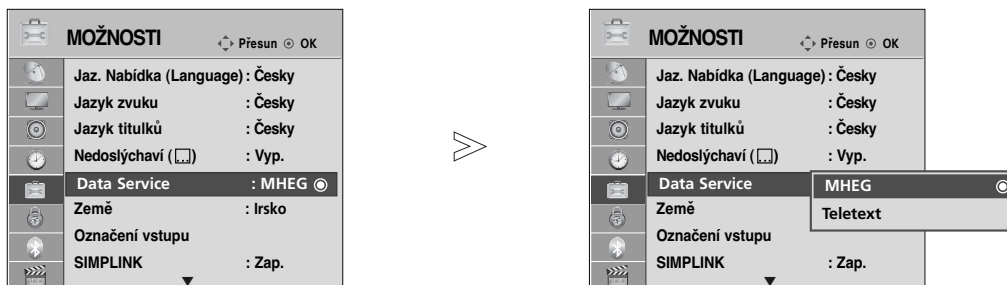 MOŽNOSTI Přesun OK
Jaz. Nabídka (Language) : Česky
Jazyk zvuku : Česky
Jazyk titulků : Česky
Nedoslýchaví ( ) : Vyp.
Data Service : MHEG
Země : Irsko
Označení vstupu
SIMPLINK : Zap.
MOŽNOSTI Přesun OK
Jaz. Nabídka (Language) : Česky
Jazyk zvuku : Česky
Jazyk titulků : Česky
Nedoslýchaví ( ) : Vyp.
Data Service MHEG
Země Teletext
Označení vstupu
SIMPLINK : Zap.